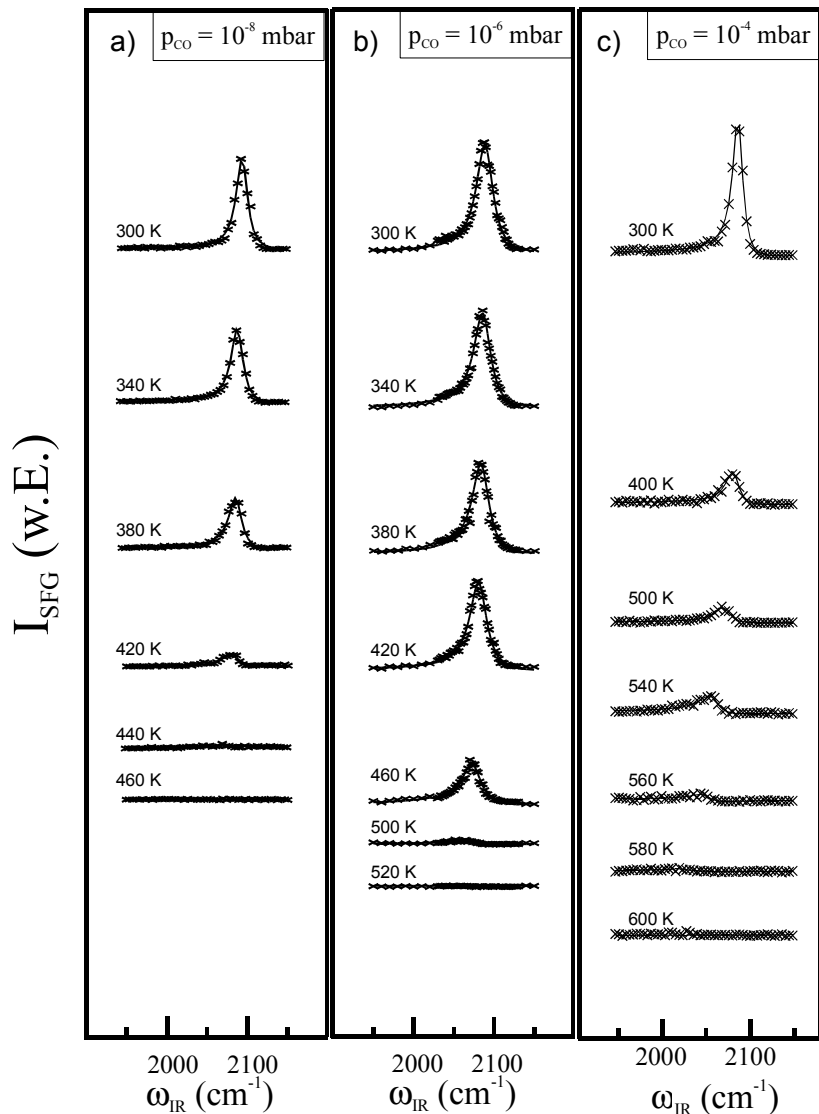 a)
p_CO = 10^-8 mbar
300 K
340 K
380 K
420 K
440 K
460 K
2000 2100
ω_IR (cm^-1)
b)
p_CO = 10^-6 mbar
300 K
340 K
380 K
420 K
460 K
500 K
520 K
2000 2100
ω_IR (cm^-1)
c)
p_CO = 10^-4 mbar
300 K
400 K
500 K
540 K
560 K
580 K
600 K
2000 2100
ω_IR (cm^-1)
I_SFG (w.E.)